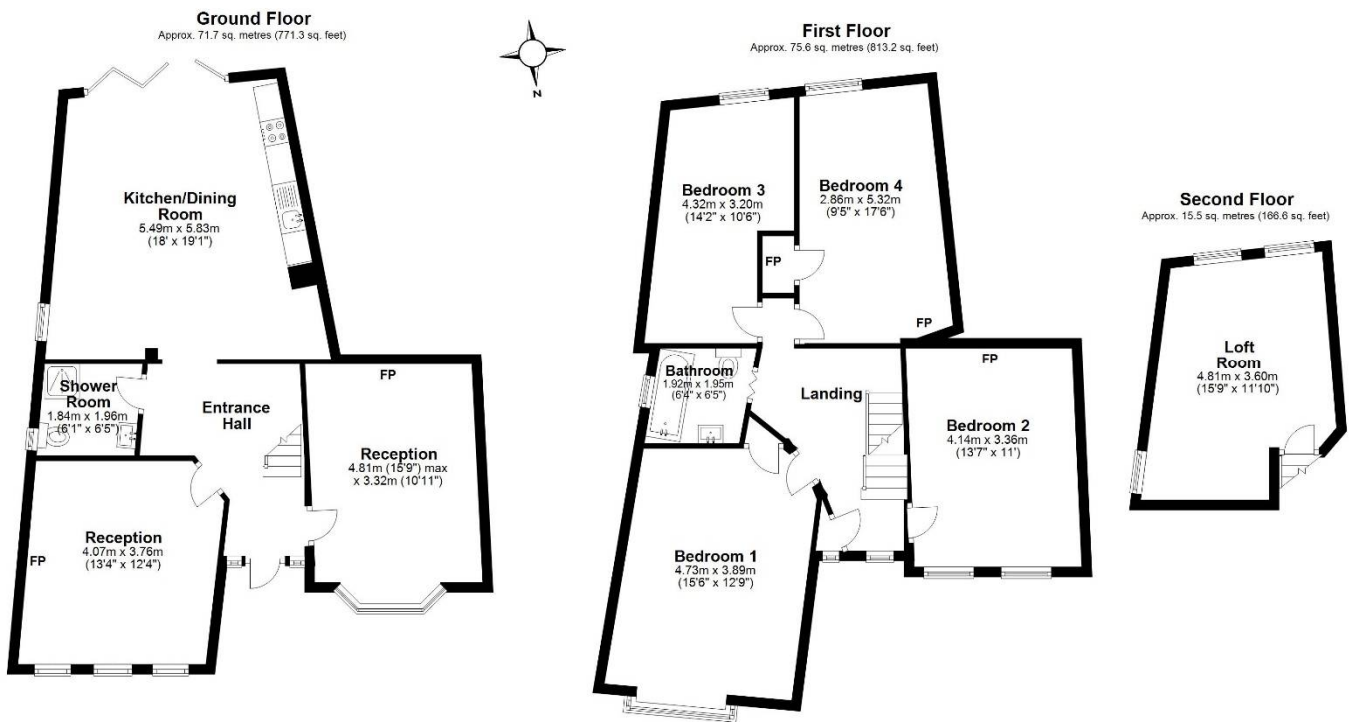 Ground Floor
Approx. 71.7 sq. metres (771.3 sq. feet)
Kitchen/Dining
Room
5.49m x 5.83m
(18' x 19'1")
Shower
Room
1.84m x 1.96m
(6'1" x 6'5")
Entrance
Hall
FP
Reception
4.81m (15'9") max
x 3.32m (10'11")
Reception
4.07m x 3.76m
(13'4" x 12'4")
FP
N
First Floor
Approx. 75.6 sq. metres (813.2 sq. feet)
Bedroom 3
4.32m x 3.20m
(14'2" x 10'6")
Bedroom 4
2.86m x 5.32m
(9'5" x 17'6")
FP
FP
Bathroom
1.92m x 1.95m
(6'4" x 6'5")
Landing
FP
Bedroom 2
4.14m x 3.36m
(13'7" x 11')
Bedroom 1
4.73m x 3.89m
(15'6" x 12'9")
Second Floor
Approx. 15.5 sq. metres (166.6 sq. feet)
Loft
Room
4.81m x 3.60m
(15'9" x 11'10")